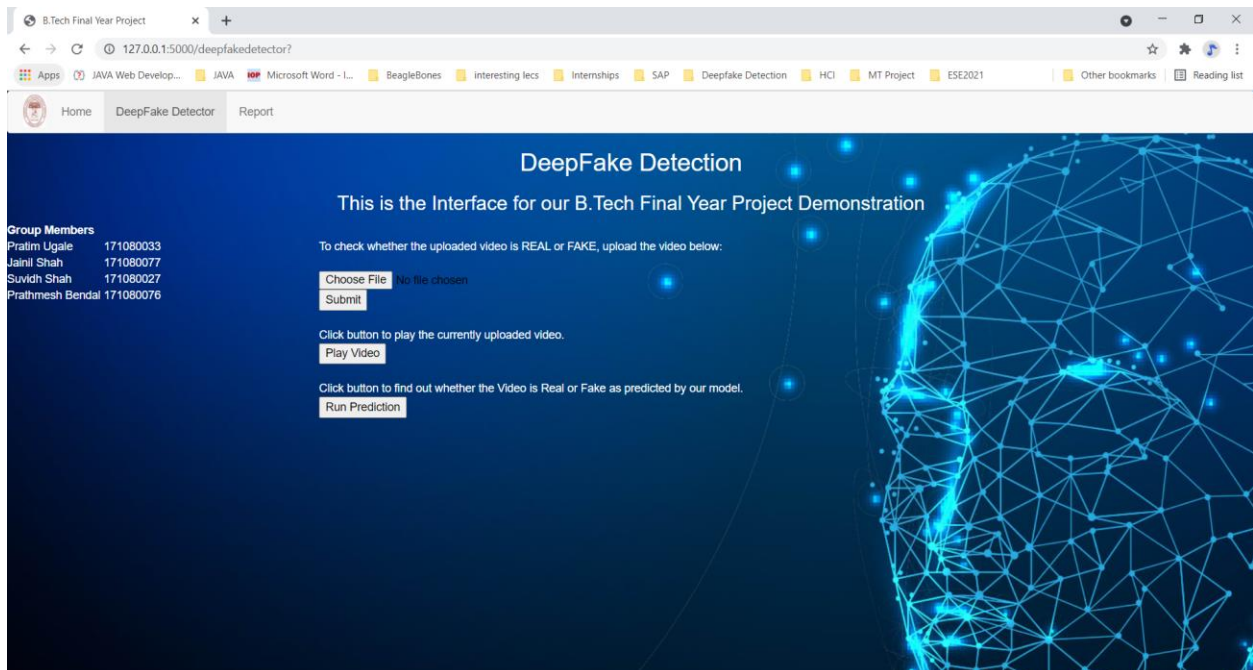 B.Tech Final Year Project
127.0.0.1:5000/deepfakedetector?
Apps JAVA Web Develop... JAVA IOP Microsoft Word - I... BeagleBones interesting lecs Internships SAP Deepfake Detection HCI MT Project ESE2021 Other bookmarks Reading list
Home DeepFake Detector Report
DeepFake Detection
This is the Interface for our B.Tech Final Year Project Demonstration
Group Members
Pratim Ugale 171080033
Jainil Shah 171080077
Suvidh Shah 171080027
Prathmesh Bendal 171080076
To check whether the uploaded video is REAL or FAKE, upload the video below:
Choose File No file chosen
Submit
Click button to play the currently uploaded video.
Play Video
Click button to find out whether the Video is Real or Fake as predicted by our model.
Run Prediction